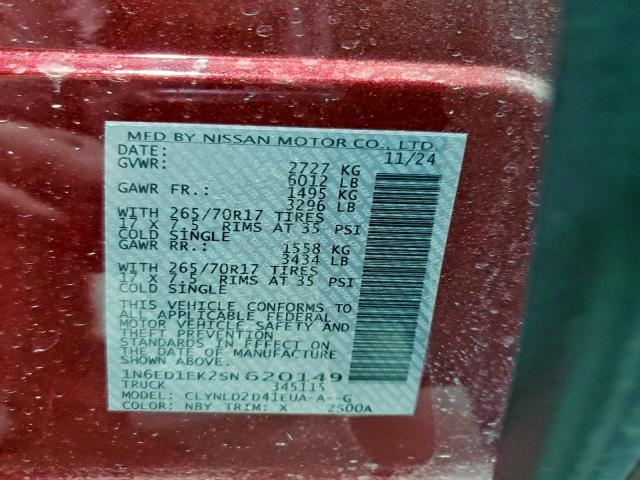 MFD BY NISSAN MOTOR CO., LTD
DATE: 11/24
GVWR: 2727 KG
6012 LB
GAWR FR.: 1495 KG
3296 LB
WITH 265/70R17 TIRES
17 X 7.5 RIMS AT 35 PSI
COLD SINGLE
GAWR RR.: 1558 KG
3434 LB
WITH 265/70R17 TIRES
17 X 7.5 RIMS AT 35 PSI
COLD SINGLE
THIS VEHICLE CONFORMS TO
ALL APPLICABLE FEDERAL
MOTOR VEHICLE SAFETY AND
THEFT PREVENTION
STANDARDS IN EFFECT ON
THE DATE OF MANUFACTURE
SHOWN ABOVE.
1N6ED1EK2SN620149
TRUCK 345115
MODEL: CLYNLD2D41EUA-A--G
COLOR: NBY TRIM: X 2500A